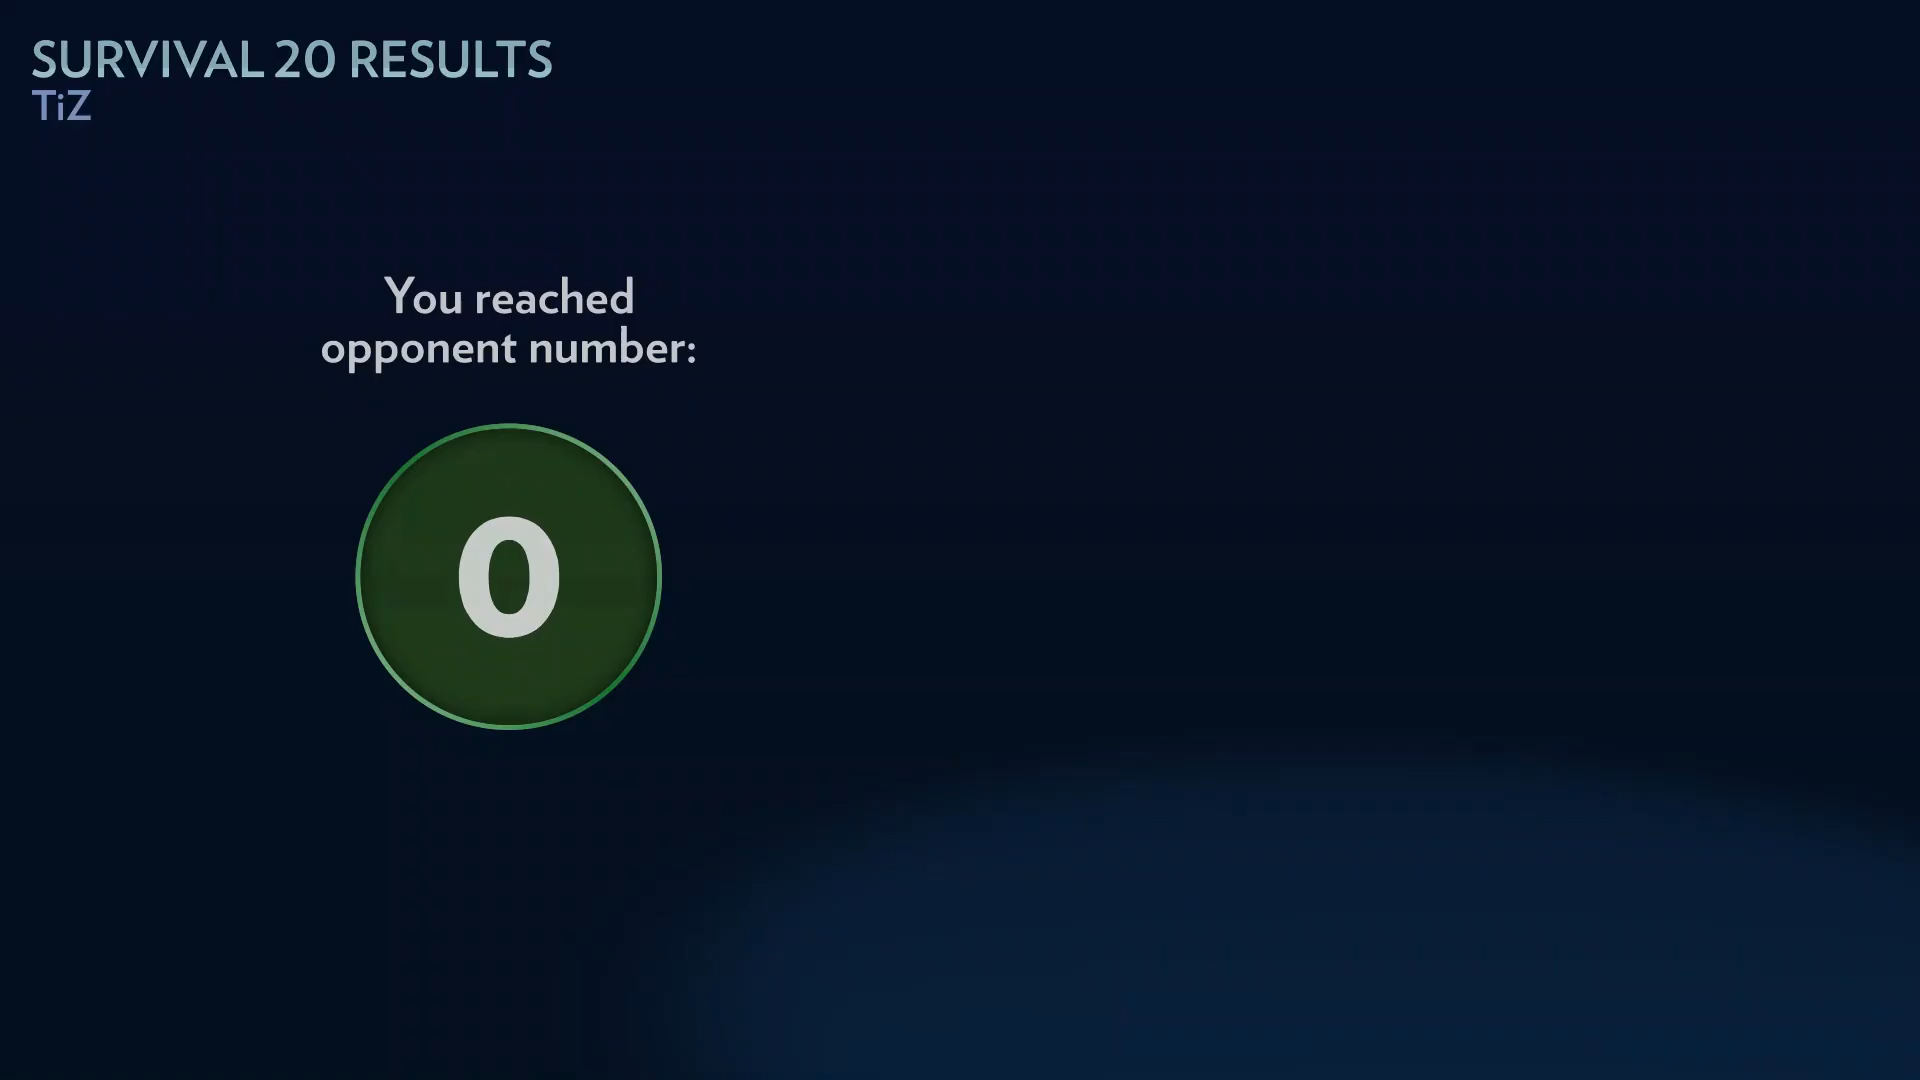 SURVIVAL 20 RESULTS
TiZ
You reached
opponent number:
0